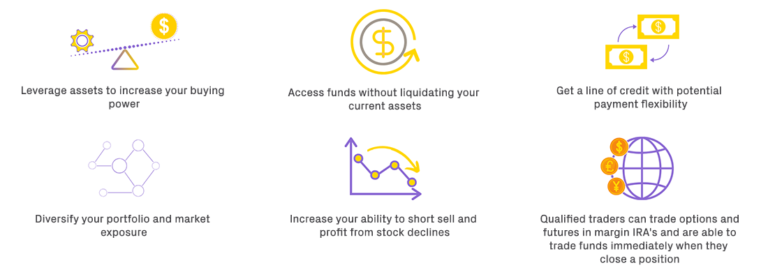 Leverage assets to increase your buying
power
Access funds without liquidating your
current assets
Get a line of credit with potential
payment flexibility
Diversify your portfolio and market
exposure
Increase your ability to short sell and
profit from stock declines
Qualified traders can trade options and
futures in margin IRA's and are able to
trade funds immediately when they
close a position